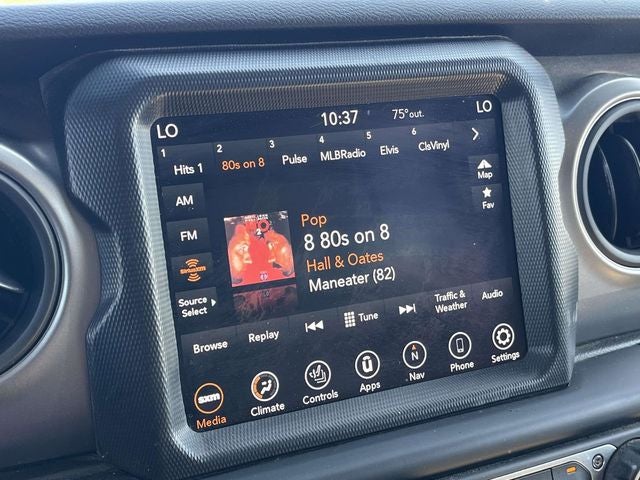 LO 10:37 75° out. LO
1 Hits 1 2 80s on 8 3 Pulse 4 MLBRadio 5 Elvis 6 ClsVinyl
Map
AM
Fav
Pop
FM
8 80s on 8
Hall & Oates
SiriusXM
Maneater (82)
Source
Select
Browse Replay Tune Traffic & Weather Audio
sxm U N
Media Climate Controls Apps Nav Phone Settings